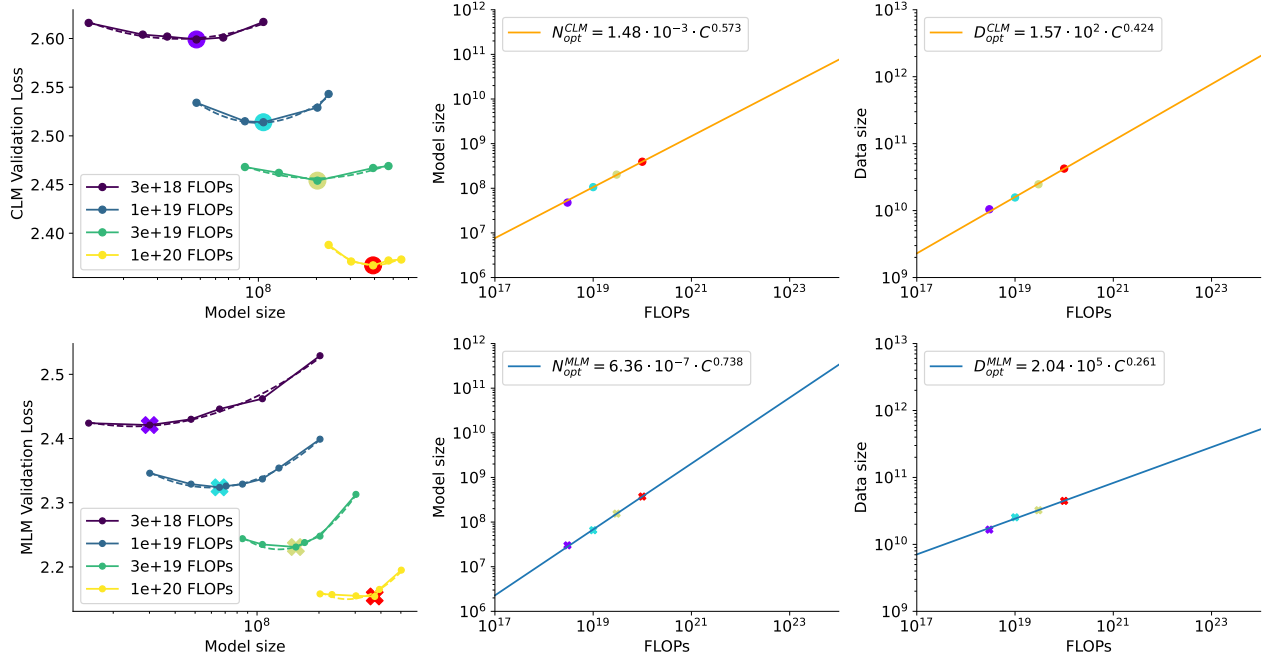 2.60
2.55
2.50
2.45
2.40
CLM Validation Loss
3e+18 FLOPs
1e+19 FLOPs
3e+19 FLOPs
1e+20 FLOPs
10^8
Model size
10^12
10^11
10^10
10^9
10^8
10^7
10^6
Model size
N_{opt}^{CLM} = 1.48 · 10^{-3} · C^{0.573}
10^17 10^19 10^21 10^23
FLOPs
10^13
10^12
10^11
10^10
10^9
Data size
D_{opt}^{CLM} = 1.57 · 10^2 · C^{0.424}
10^17 10^19 10^21 10^23
FLOPs
2.5
2.4
2.3
2.2
MLM Validation Loss
3e+18 FLOPs
1e+19 FLOPs
3e+19 FLOPs
1e+20 FLOPs
10^8
Model size
10^12
10^11
10^10
10^9
10^8
10^7
10^6
Model size
N_{opt}^{MLM} = 6.36 · 10^{-7} · C^{0.738}
10^17 10^19 10^21 10^23
FLOPs
10^13
10^12
10^11
10^10
10^9
Data size
D_{opt}^{MLM} = 2.04 · 10^5 · C^{0.261}
10^17 10^19 10^21 10^23
FLOPs